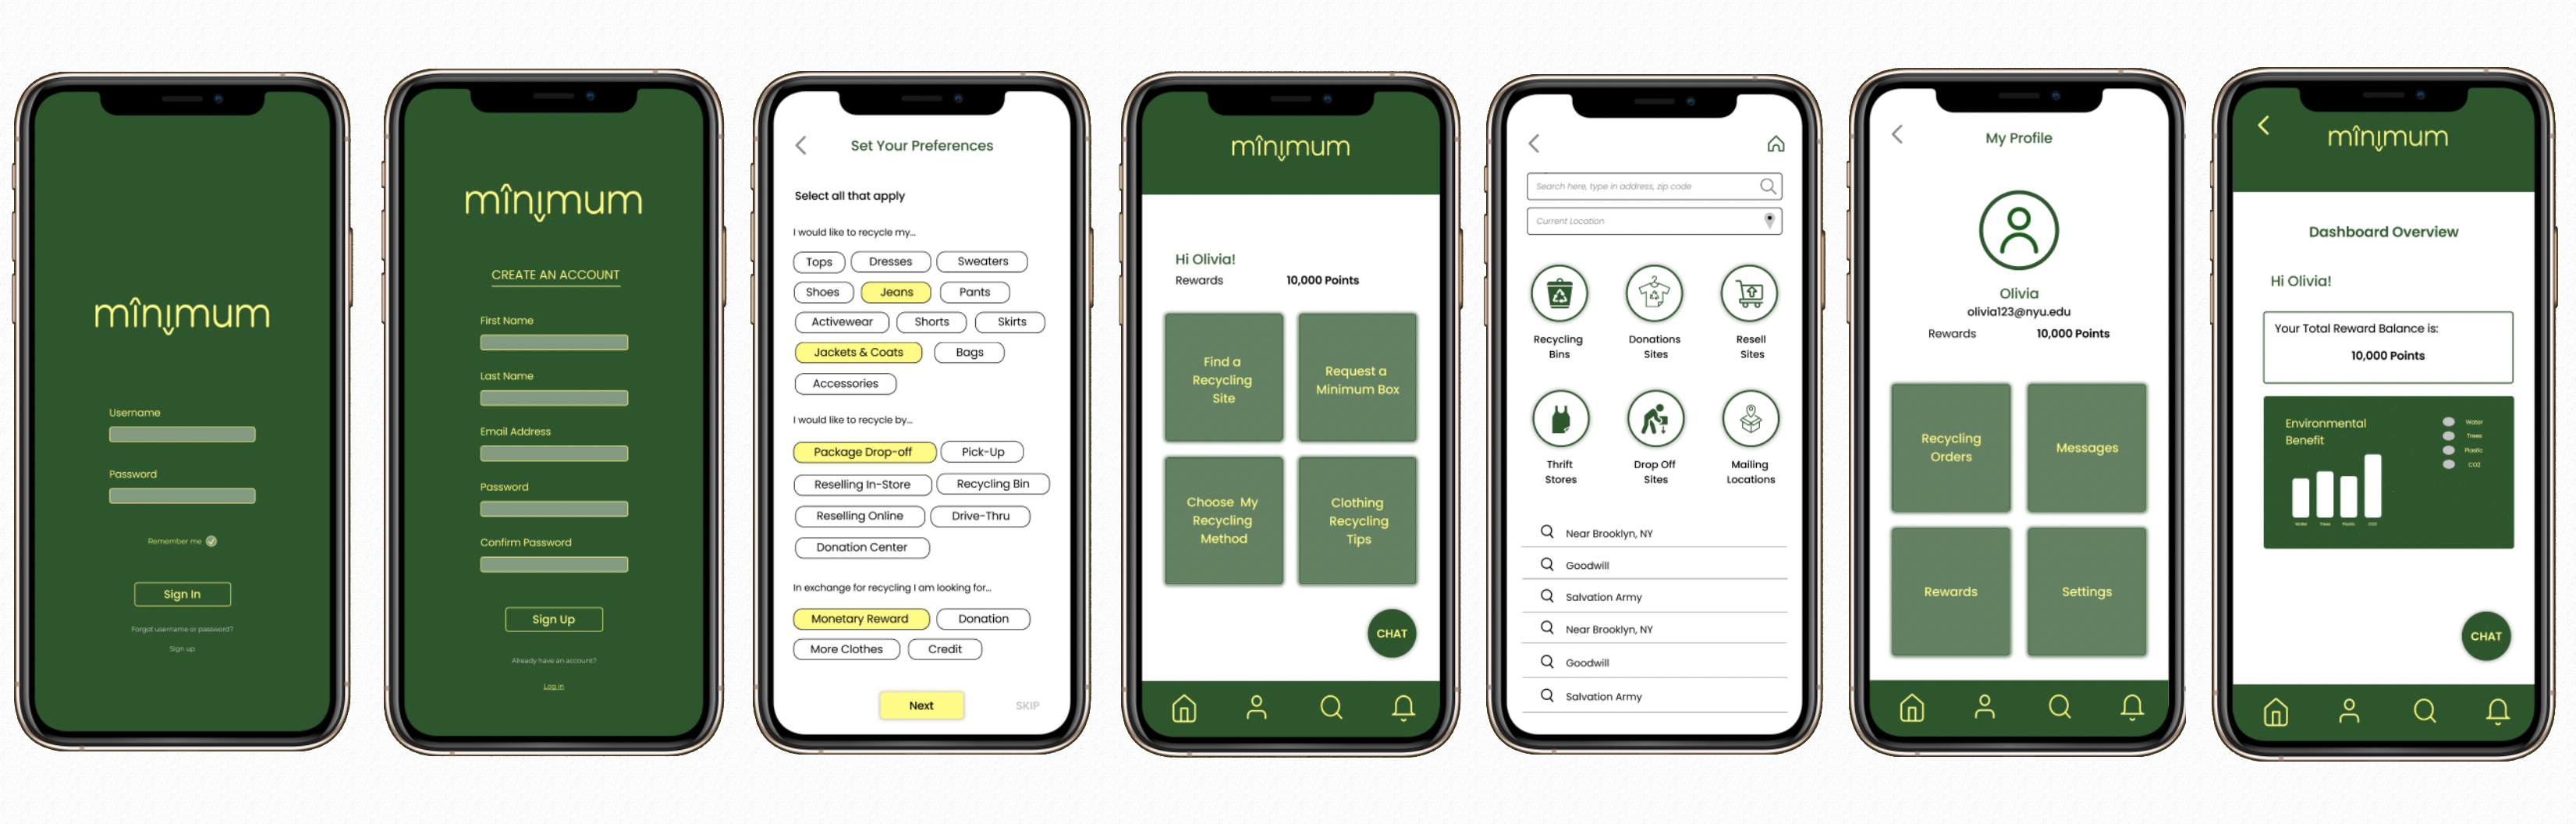 mînimum
Username
Password
Remember me
Sign In
Forgot username or password?
Sign up
mînimum
CREATE AN ACCOUNT
First Name
Last Name
Email Address
Password
Confirm Password
Sign Up
Already have an account?
Log in
Set Your Preferences
Select all that apply
I would like to recycle my...
Tops Dresses Sweaters
Shoes Jeans Pants
Activewear Shorts Skirts
Jackets & Coats Bags
Accessories
I would like to recycle by...
Package Drop-off Pick-Up
Reselling In-Store Recycling Bin
Reselling Online Drive-Thru
Donation Center
In exchange for recycling I am looking for...
Monetary Reward Donation
More Clothes Credit
Next SKIP
mînimum
Hi Olivia!
Rewards 10,000 Points
Find a
Recycling
Site
Request a
Minimum Box
Choose My
Recycling
Method
Clothing
Recycling
Tips
CHAT
Search here, type in address, zip code
Current Location
Recycling
Bins
Donations
Sites
Resell
Sites
Thrift
Stores
Drop Off
Sites
Mailing
Locations
Near Brooklyn, NY
Goodwill
Salvation Army
Near Brooklyn, NY
Goodwill
Salvation Army
My Profile
Olivia
olivia123@nyu.edu
Rewards 10,000 Points
Recycling
Orders
Messages
Rewards
Settings
mînimum
Dashboard Overview
Hi Olivia!
Your Total Reward Balance is:
10,000 Points
Environmental
Benefit
Water
Trees
Plastic
CO2
Water Trees Plastic CO2
CHAT